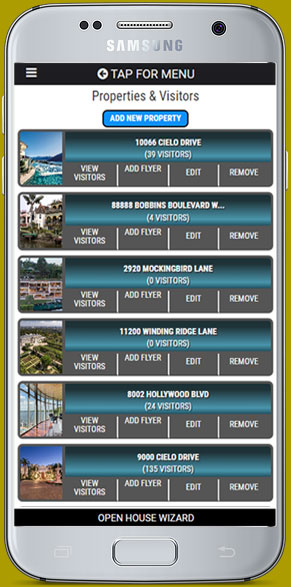 SAMSUNG
TAP FOR MENU
Properties & Visitors
ADD NEW PROPERTY
10066 CIELO DRIVE
(39 VISITORS)
VIEW VISITORS ADD FLYER EDIT REMOVE
88888 BOBBINS BOULEVARD W...
(4 VISITORS)
VIEW VISITORS ADD FLYER EDIT REMOVE
2920 MOCKINGBIRD LANE
(0 VISITORS)
VIEW VISITORS ADD FLYER EDIT REMOVE
11200 WINDING RIDGE LANE
(0 VISITORS)
VIEW VISITORS ADD FLYER EDIT REMOVE
8002 HOLLYWOOD BLVD
(24 VISITORS)
VIEW VISITORS ADD FLYER EDIT REMOVE
9000 CIELO DRIVE
(135 VISITORS)
VIEW VISITORS ADD FLYER EDIT REMOVE
OPEN HOUSE WIZARD